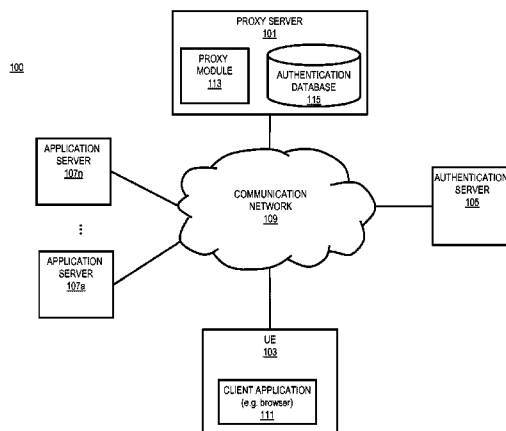 PROXY SERVER
101
PROXY
MODULE
113
AUTHENTICATION
DATABASE
115
100
APPLICATION
SERVER
107n
...
APPLICATION
SERVER
107a
COMMUNICATION
NETWORK
109
AUTHENTICATION
SERVER
105
UE
103
CLIENT APPLICATION
(e.g. browser)
111